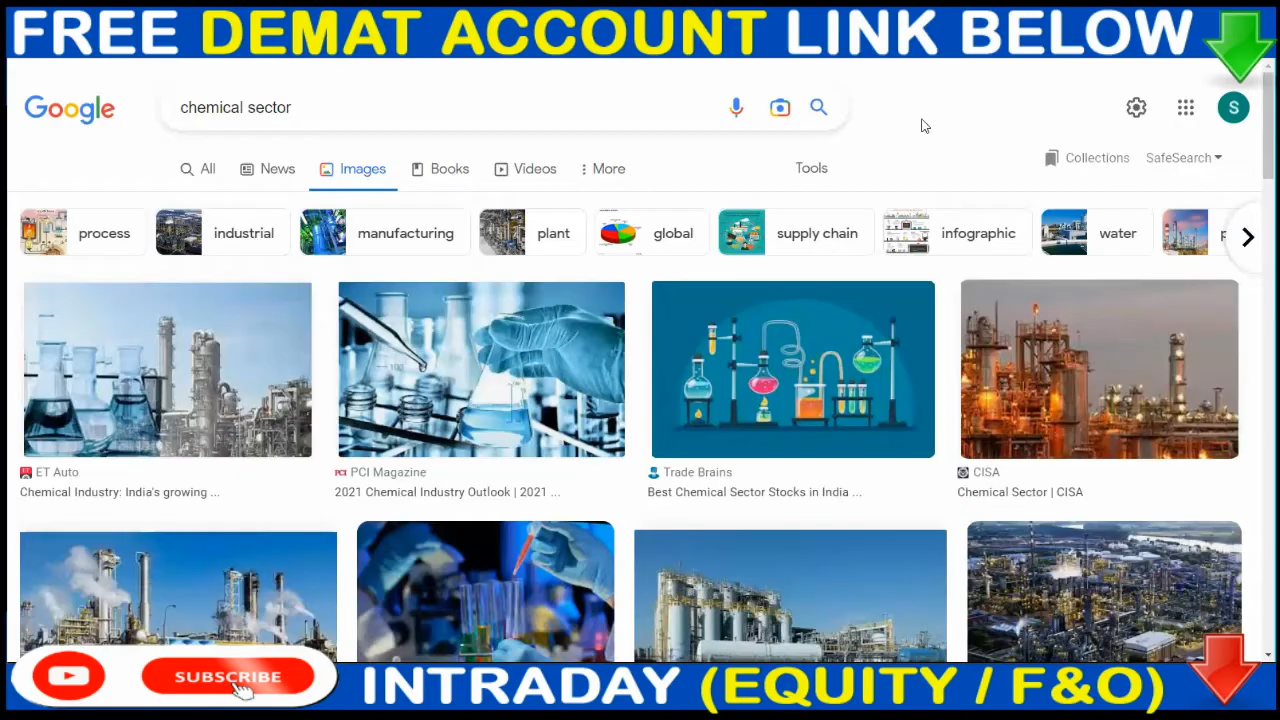 FREE DEMAT ACCOUNT LINK BELOW
Google
chemical sector
S
All
News
Images
Books
Videos
More
Tools
Collections
SafeSearch
process
industrial
manufacturing
plant
global
supply chain
infographic
water
ET Auto
Chemical Industry: India's growing ...
PCI PCI Magazine
2021 Chemical Industry Outlook | 2021 ...
Trade Brains
Best Chemical Sector Stocks in India ...
CISA
Chemical Sector | CISA
SUBSCRIBE
INTRADAY (EQUITY / F&O)